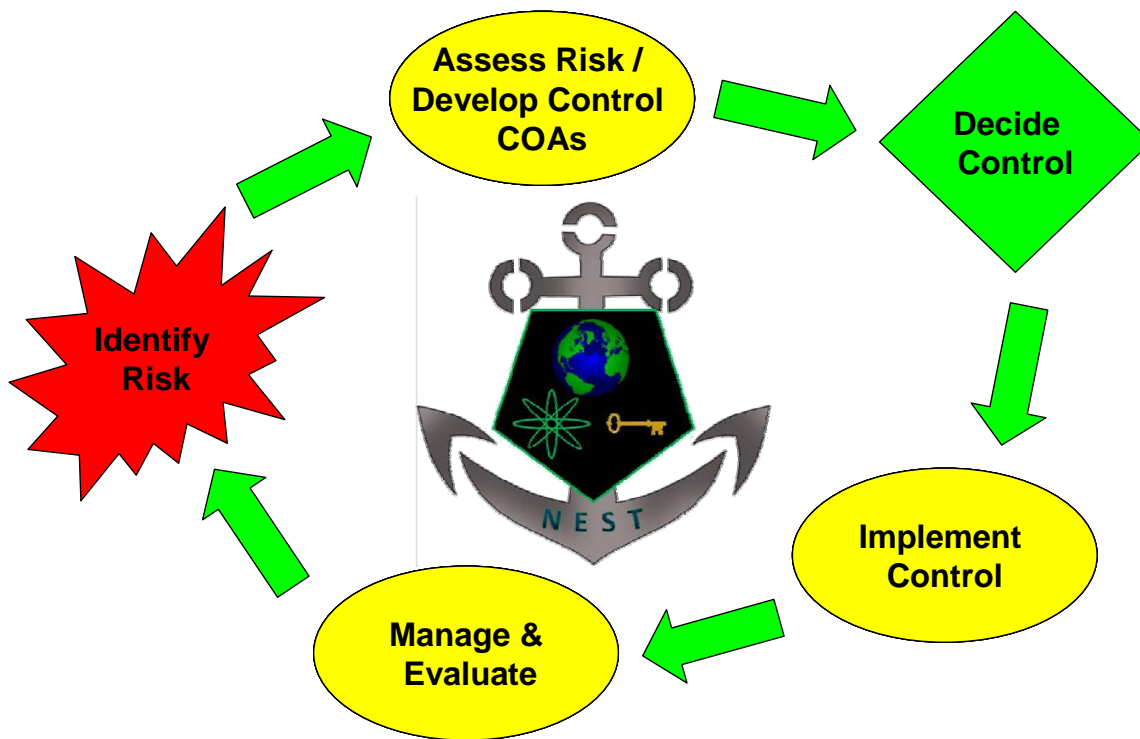 Assess Risk /
Develop Control
COAs
Decide
Control
Identify
Risk
NEST
Implement
Control
Manage &
Evaluate